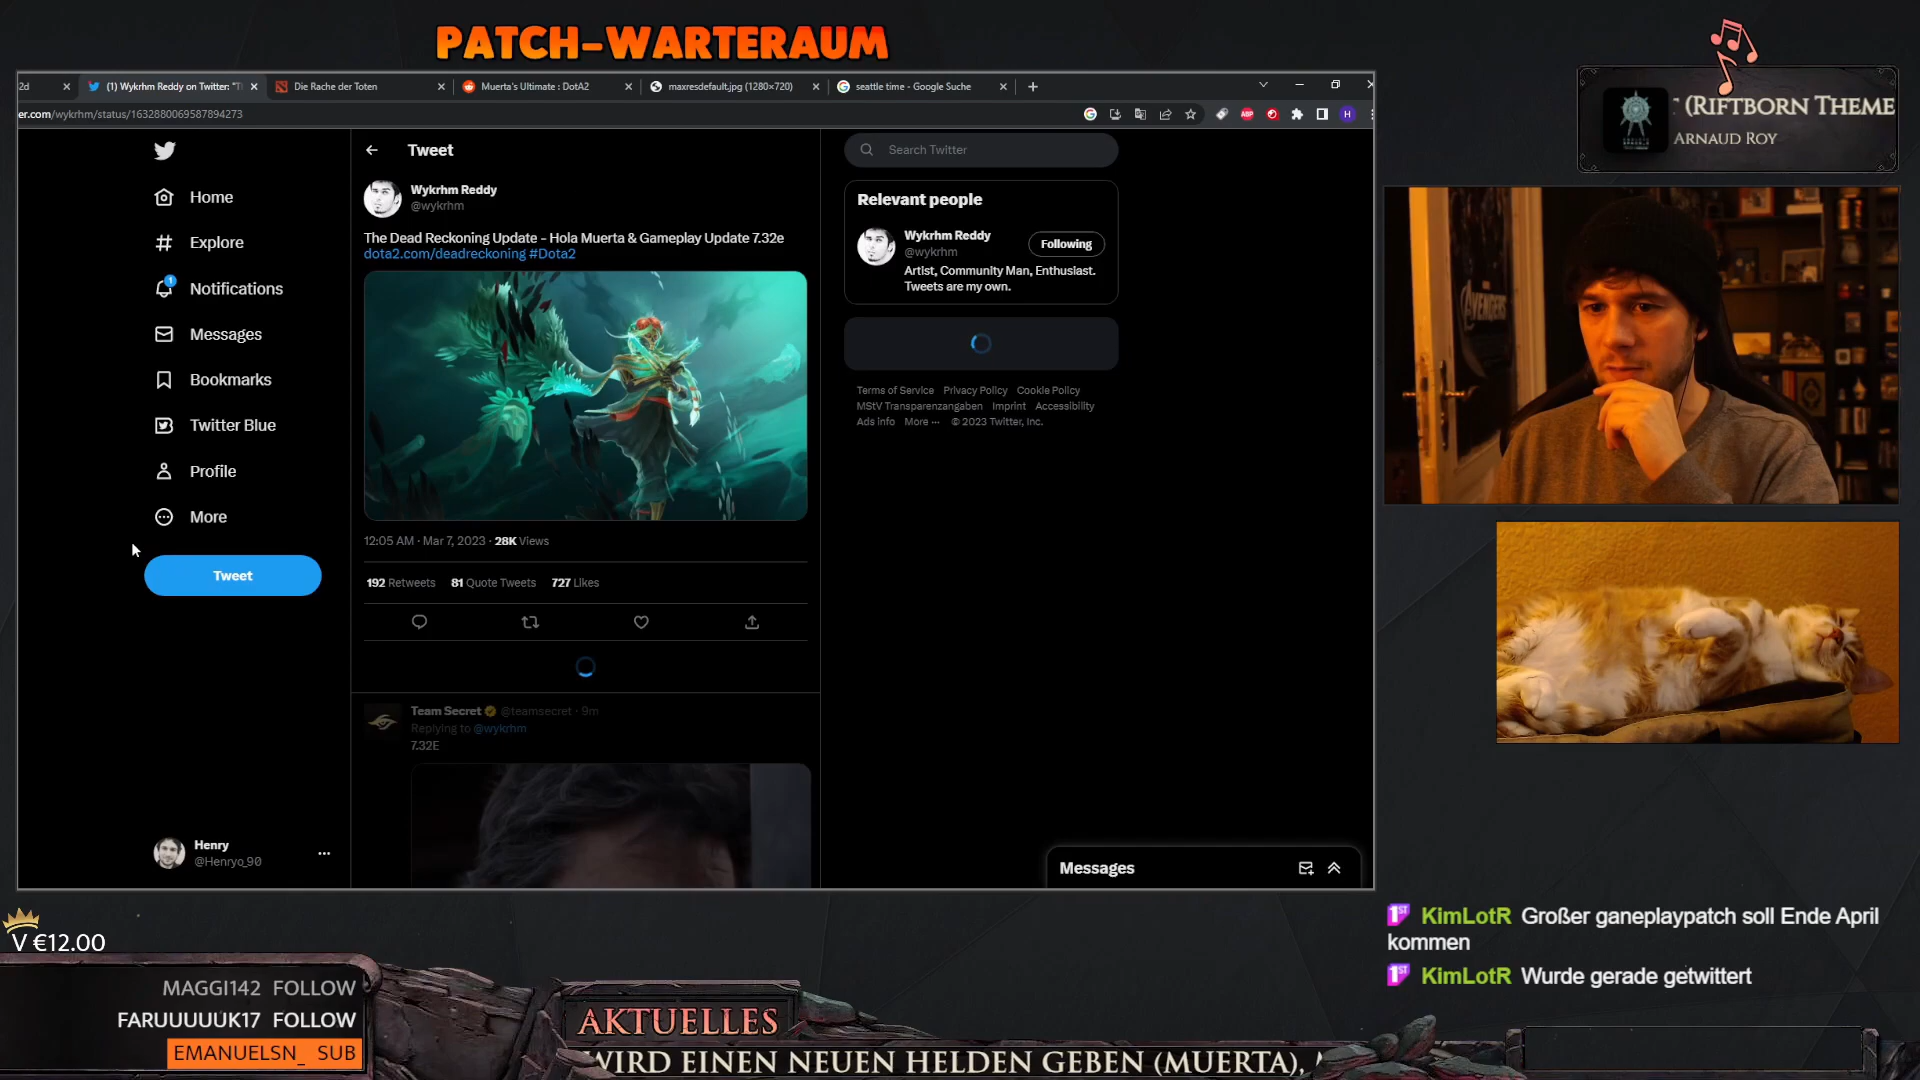 PATCH-WARTERAUM
(RIFTBORN THEME
ARNAUD ROY
2d
(1) Wykrhm Reddy on Twitter: "T
Die Rache der Toten
Muerta's Ultimate : DotA2
maxresdefault.jpg (1280×720)
seattle time - Google Suche
er.com/wykrhm/status/1632880069587894273
ABP
H
Home
Explore
1
Notifications
Messages
Bookmarks
Twitter Blue
Profile
More
Tweet
Henry
@Henryo_90
Tweet
Wykrhm Reddy
@wykrhm
The Dead Reckoning Update - Hola Muerta & Gameplay Update 7.32e
dota2.com/deadreckoning #Dota2
12:05 AM · Mar 7, 2023 · 28K Views
192 Retweets 81 Quote Tweets 727 Likes
Team Secret @teamsecret · 9m
Replying to @wykrhm
7.32E
Search Twitter
Relevant people
Wykrhm Reddy
@wykrhm
Following
Artist, Community Man, Enthusiast.
Tweets are my own.
Terms of Service Privacy Policy Cookie Policy
MStV Transparenzangaben Imprint Accessibility
Ads info More ··· © 2023 Twitter, Inc.
Messages
AVENGERS
1ST KimLotR Großer ganeplaypatch soll Ende April
kommen
1ST KimLotR Wurde gerade getwittert
V €12.00
MAGGI142 FOLLOW
FARUUUUUK17 FOLLOW
EMANUELSN_ SUB
AKTUELLES
WIRD EINEN NEUEN HELDEN GEBEN (MUERTA),